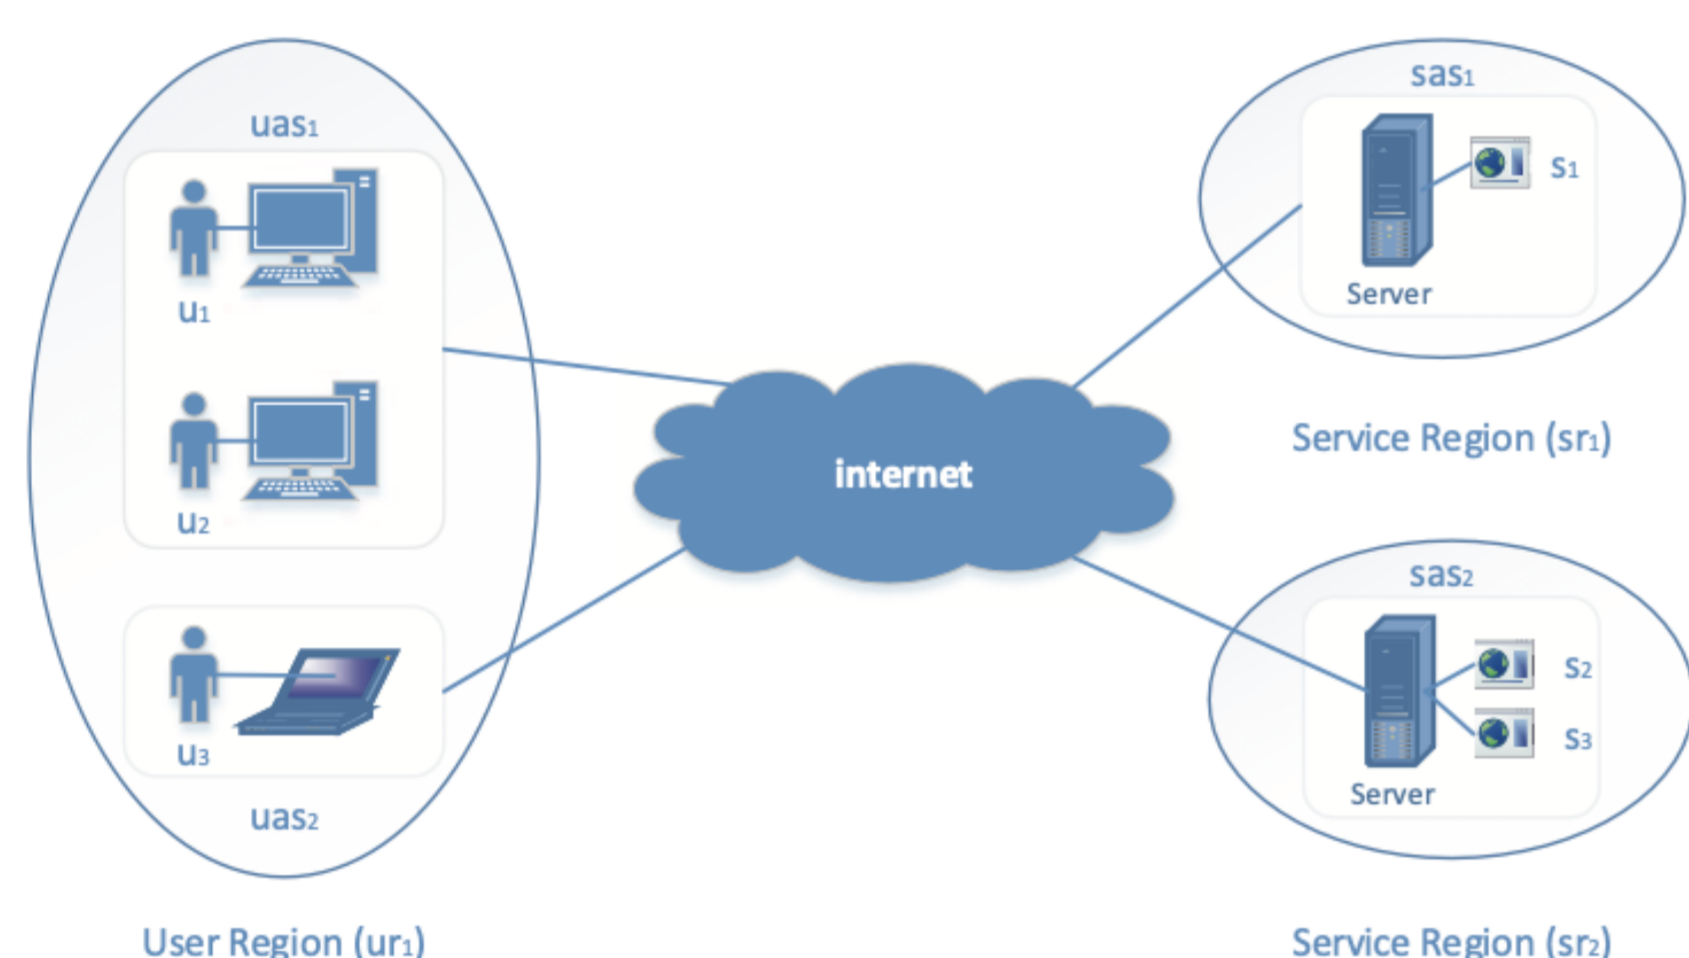 uas₁
u₁
u₂
u₃
uas₂
User Region (ur₁)
internet
sas₁
s₁
Server
Service Region (sr₁)
sas₂
s₂
s₃
Server
Service Region (sr₂)